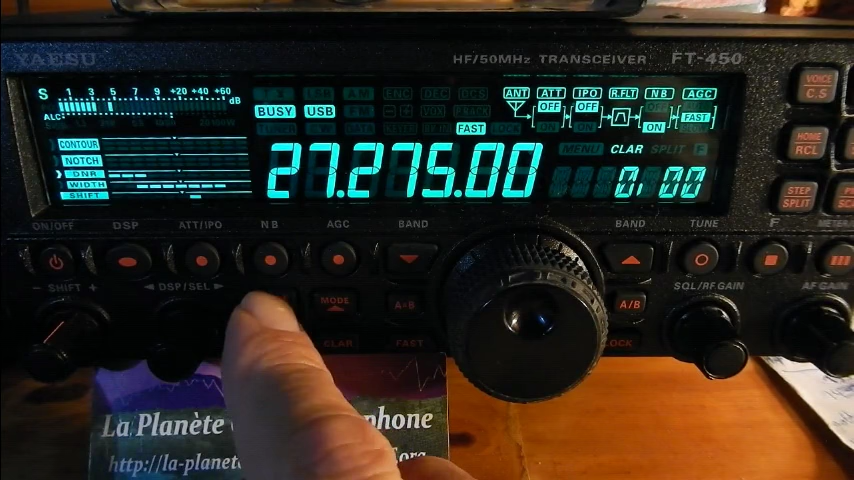 YAESU HF/50MHz TRANSCEIVER FT-450
S 1 3 5 7 9 +20 +40 +60 dB
ALC
BUSY USB
FAST
ANT ATT IPO R.FLT NB AGC
OFF OFF FAST
ON
CONTOUR
NOTCH
DNR
WIDTH
SHIFT
MENU CLAR SPLIT F
27.275.00 0.00
VOICE C.S
HOME RCL
STEP SPLIT
ON/OFF DSP ATT/IPO NB AGC BAND BAND TUNE F METER
- SHIFT + DSP/SEL MODE A=B A/B SQL/RF GAIN AF GAIN
CLAR FAST LOCK
La Planète phone
http://la-planet